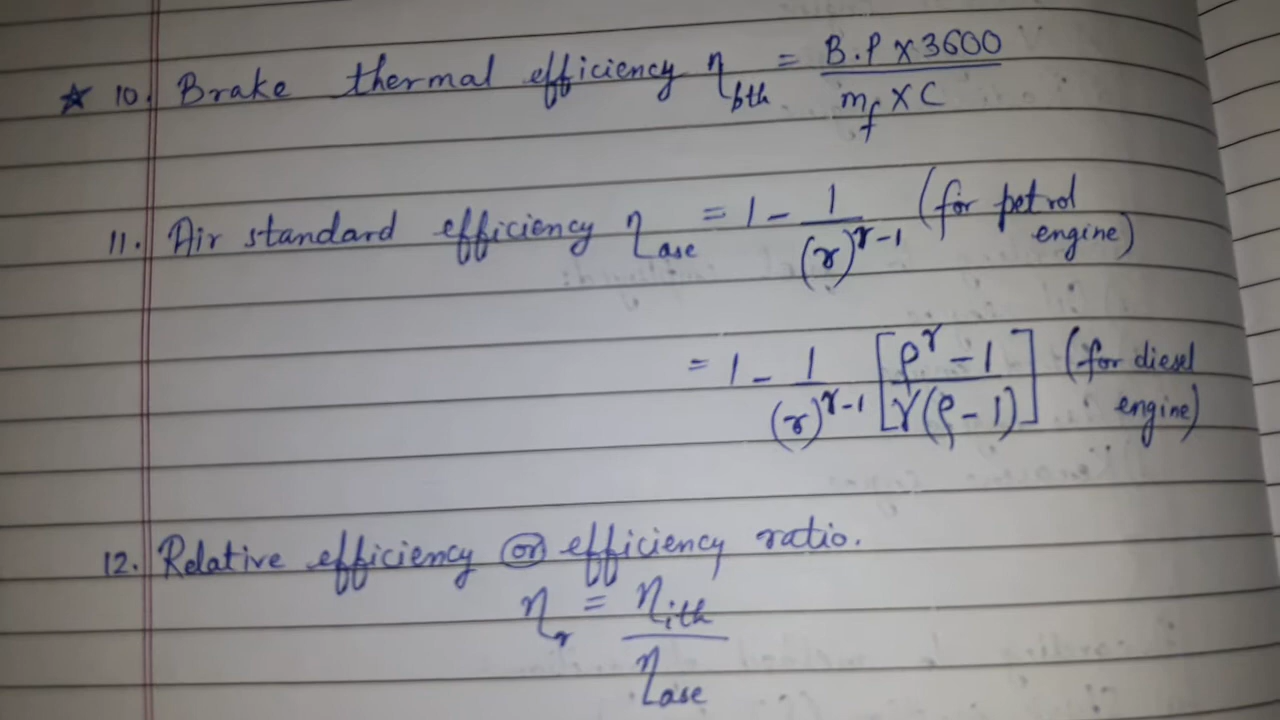 ☆ 10. Brake thermal efficiency η_bth = B.P X 3600 / m_f X C
11. Air standard efficiency η_ase = 1 - 1 / (r)^γ-1 (for petrol engine)
= 1 - 1 / (r)^γ-1 [ρ^γ - 1 / γ(ρ - 1)] (for diesel engine)
12. Relative efficiency or efficiency ratio.
η_r = η_ith / η_ase